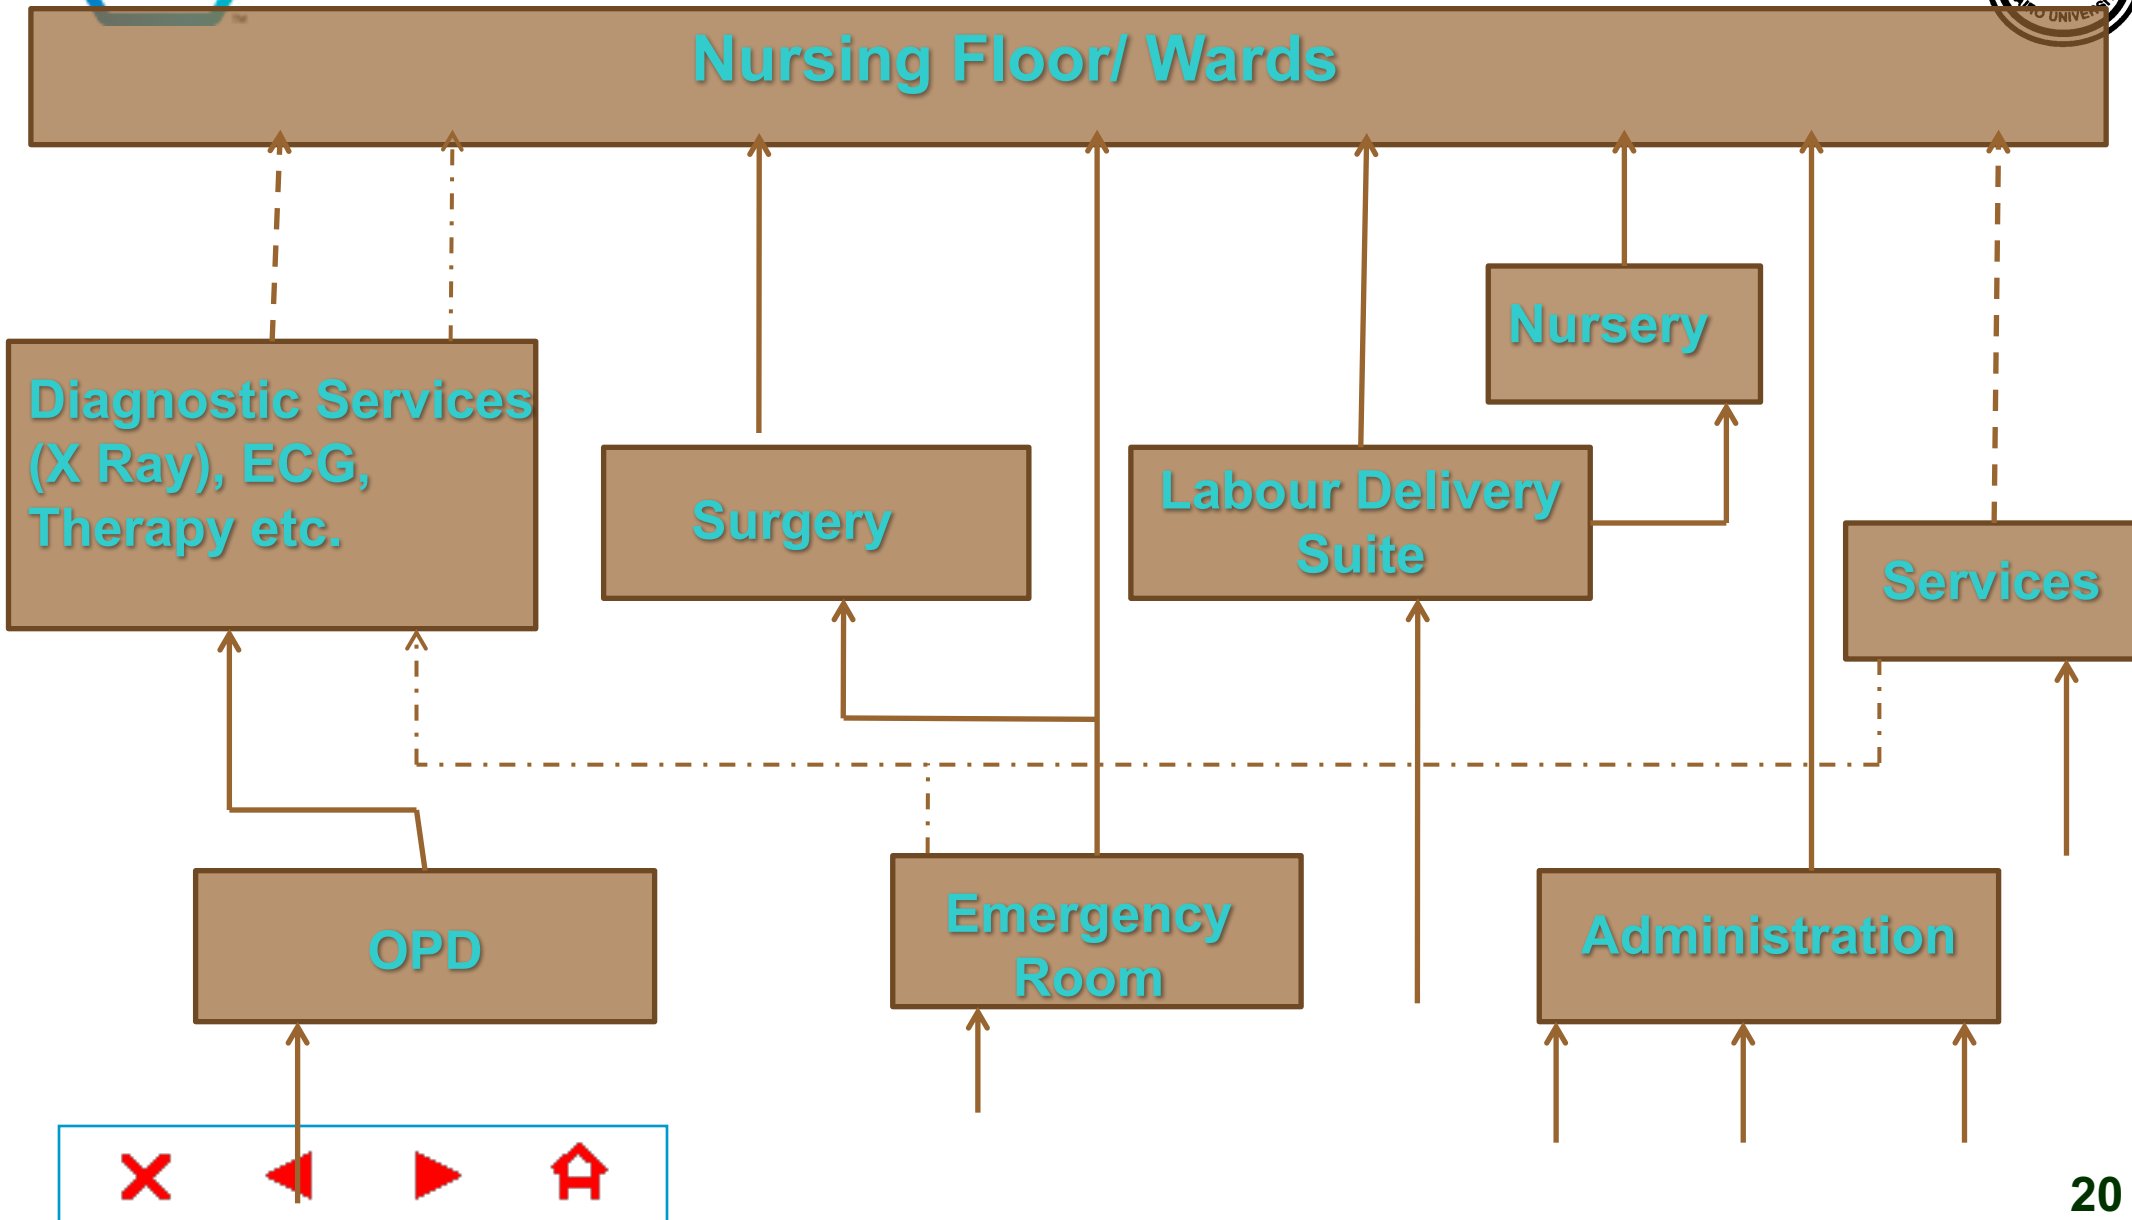 TM
Nursing Floor/ Wards
Nursery
Diagnostic Services
(X Ray), ECG,
Therapy etc.
Surgery
Labour Delivery
Suite
Services
OPD
Emergency
Room
Administration
20